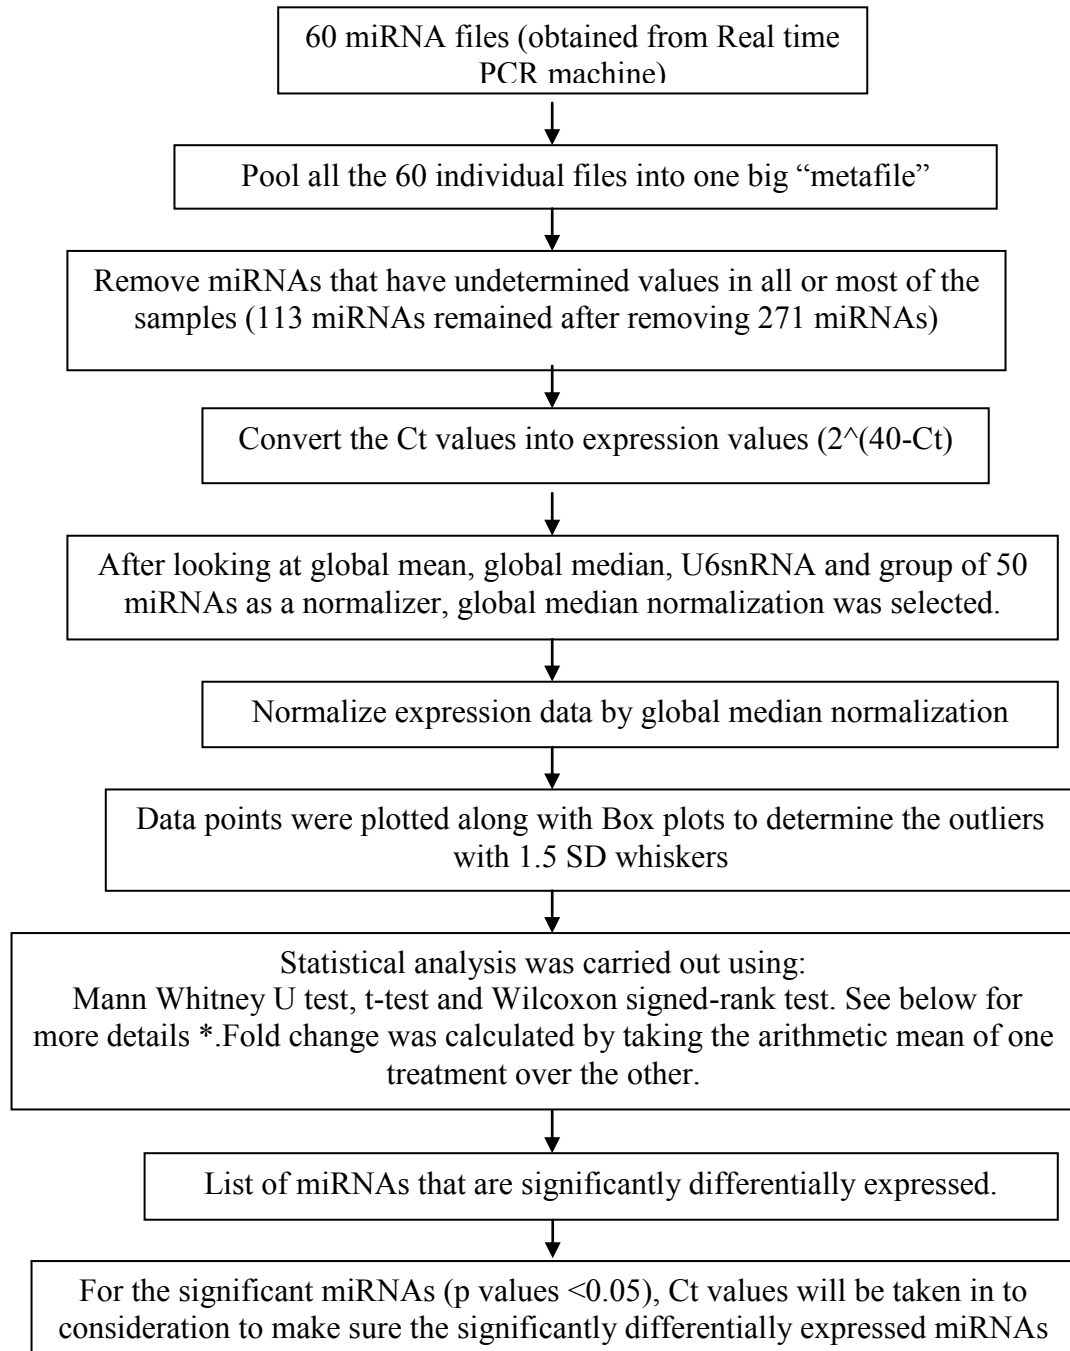 60 miRNA files (obtained from Real time
PCR machine)
Pool all the 60 individual files into one big “metafile”
Remove miRNAs that have undetermined values in all or most of the
samples (113 miRNAs remained after removing 271 miRNAs)
Convert the Ct values into expression values (2^(40-Ct)
After looking at global mean, global median, U6snRNA and group of 50
miRNAs as a normalizer, global median normalization was selected.
Normalize expression data by global median normalization
Data points were plotted along with Box plots to determine the outliers
with 1.5 SD whiskers
Statistical analysis was carried out using:
Mann Whitney U test, t-test and Wilcoxon signed-rank test. See below for
more details *.Fold change was calculated by taking the arithmetic mean of one
treatment over the other.
List of miRNAs that are significantly differentially expressed.
For the significant miRNAs (p values <0.05), Ct values will be taken in to
consideration to make sure the significantly differentially expressed miRNAs